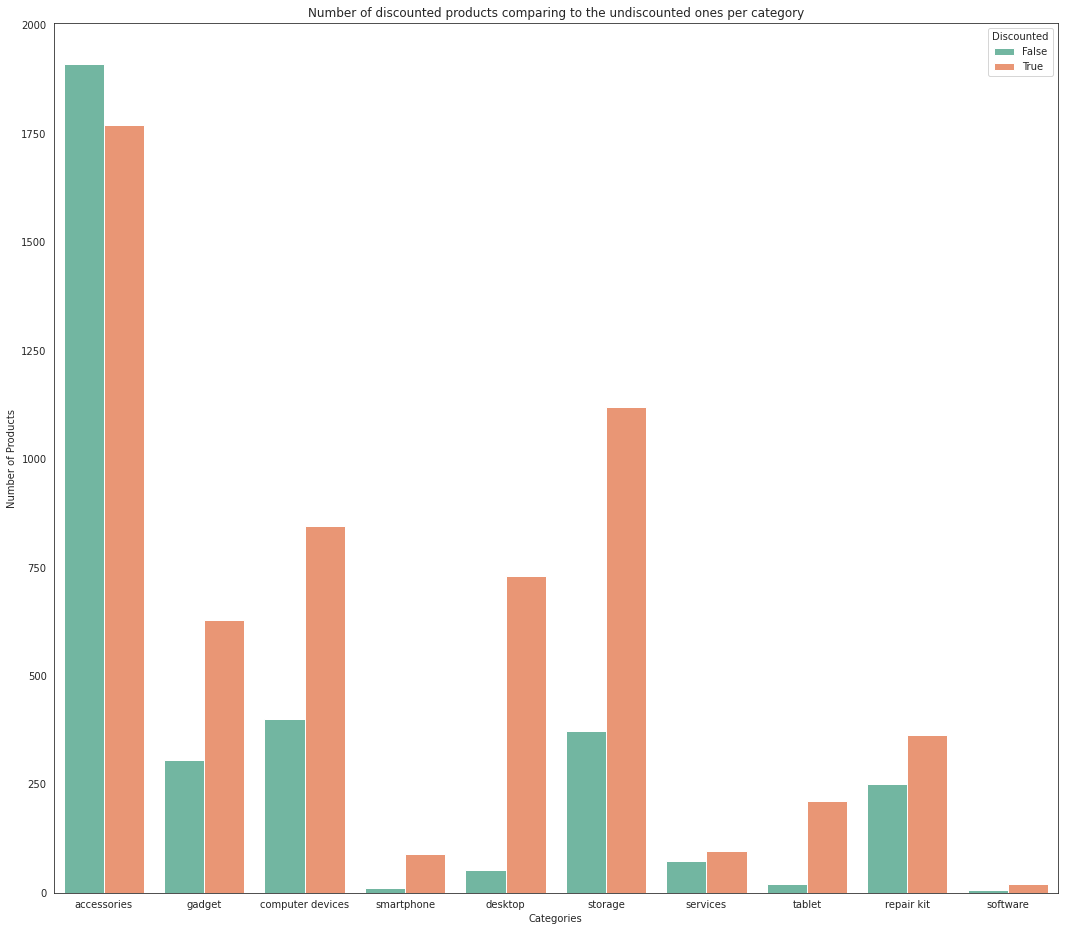 Number of discounted products comparing to the undiscounted ones per category
Discounted
False
True
Number of Products
2000
1750
1500
1250
1000
750
500
250
0
accessories gadget computer devices smartphone desktop storage services tablet repair kit software
Categories